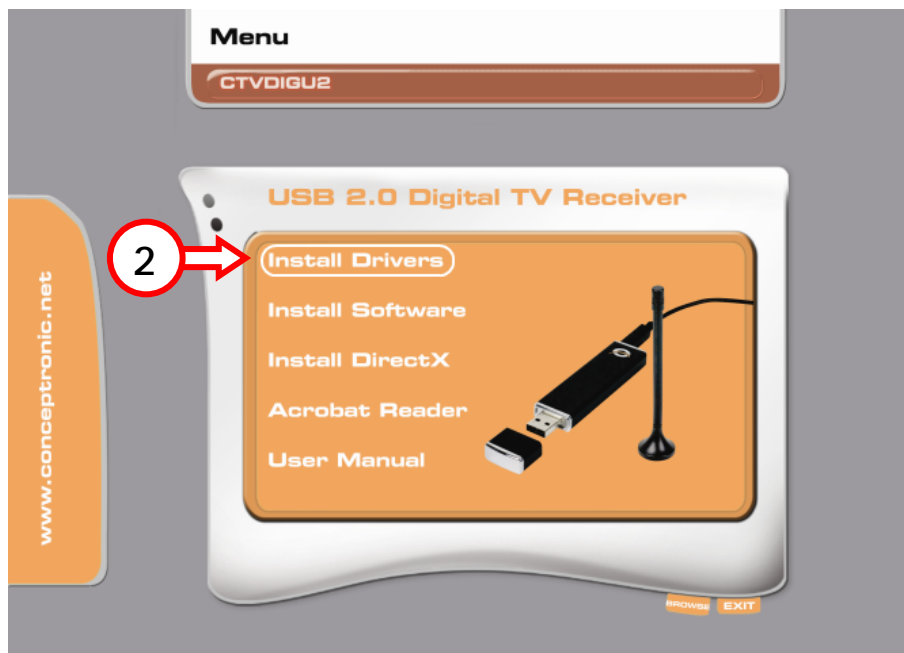 Menu
CTVDIGU2
USB 2.0 Digital TV Receiver
2
Install Drivers
Install Software
Install DirectX
Acrobat Reader
User Manual
www.conceptronic.net
BROWSE
EXIT